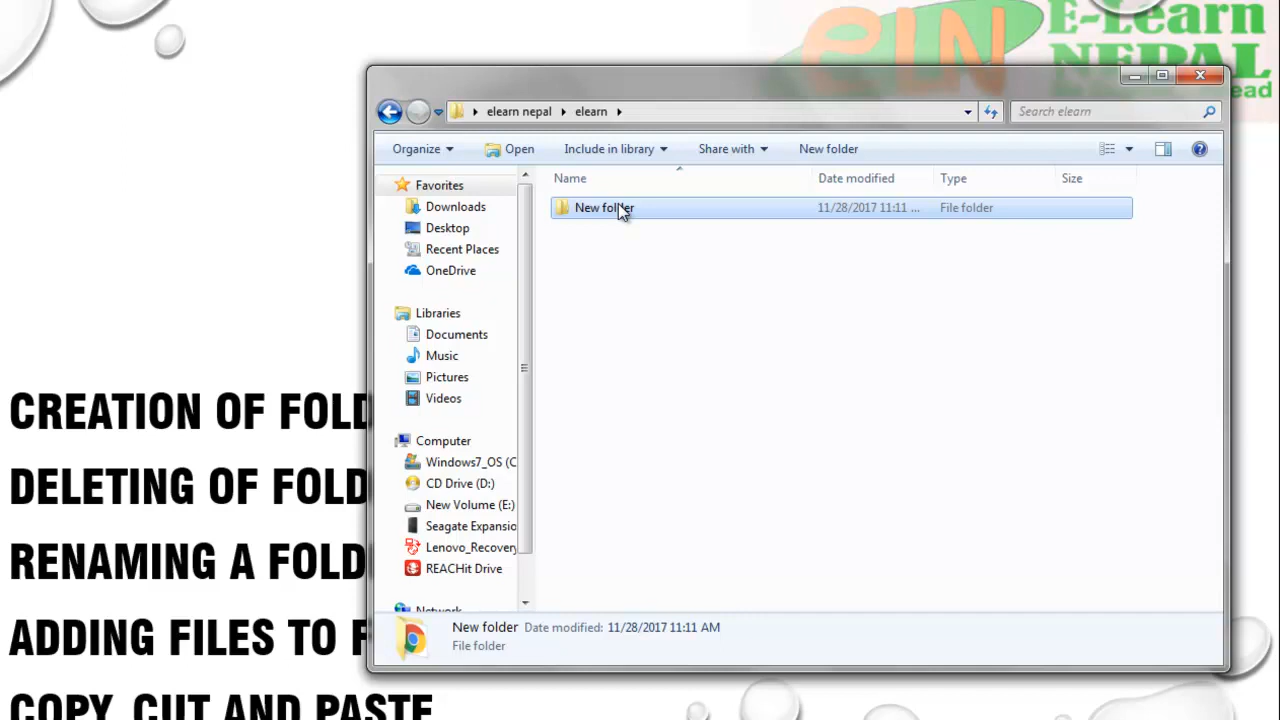 E-Learn
eLN
NEPAL
ead
elearn nepal elearn
Search elearn
Organize Open Include in library Share with New folder
Favorites
Downloads
Desktop
Recent Places
OneDrive
Libraries
Documents
Music
Pictures
Videos
Computer
Windows7_OS (C
CD Drive (D:)
New Volume (E:)
Seagate Expansio
Lenovo_Recovery
REACHit Drive
Network
Name Date modified Type Size
New folder 11/28/2017 11:11 ... File folder
New folder Date modified: 11/28/2017 11:11 AM
File folder
CREATION OF FOLD
DELETING OF FOLD
RENAMING A FOLD
ADDING FILES TO F
COPY, CUT AND PASTE